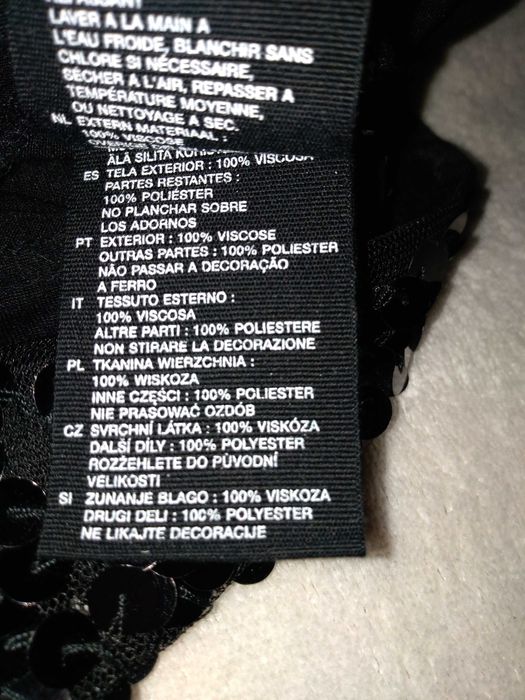 REPASSANT
LAVER A LA MAIN A
L'EAU FROIDE, BLANCHIR SANS
CHLORE SI NÉCESSAIRE,
SÉCHER A L'AIR, REPASSER A
TEMPÉRATURE MOYENNE,
OU NETTOYAGE A SEC.
NL EXTERN MATERIAAL :
100% VISCOSE
ÄLÄ SILITÄ
ES TELA EXTERIOR : 100% VISCOSA
PARTES RESTANTES :
100% POLIÉSTER
NO PLANCHAR SOBRE
LOS ADORNOS
PT EXTERIOR : 100% VISCOSE
OUTRAS PARTES : 100% POLIESTER
NÃO PASSAR A DECORAÇÃO
A FERRO
IT TESSUTO ESTERNO :
100% VISCOSA
ALTRE PARTI : 100% POLIESTERE
NON STIRARE LA DECORAZIONE
PL TKANINA WIERZCHNIA :
100% WISKOZA
INNE CZĘŚCI : 100% POLIESTER
NIE PRASOWAĆ OZDÓB
CZ SVRCHNÍ LÁTKA : 100% VISKÓZA
DALŠÍ DÍLY : 100% POLYESTER
ROZŽEHLETE DO PŮVODNÍ
VELIKOSTI
SI ZUNANJE BLAGO : 100% VISKOZA
DRUGI DELI : 100% POLYESTER
NE LIKAJTE DECORACIJE